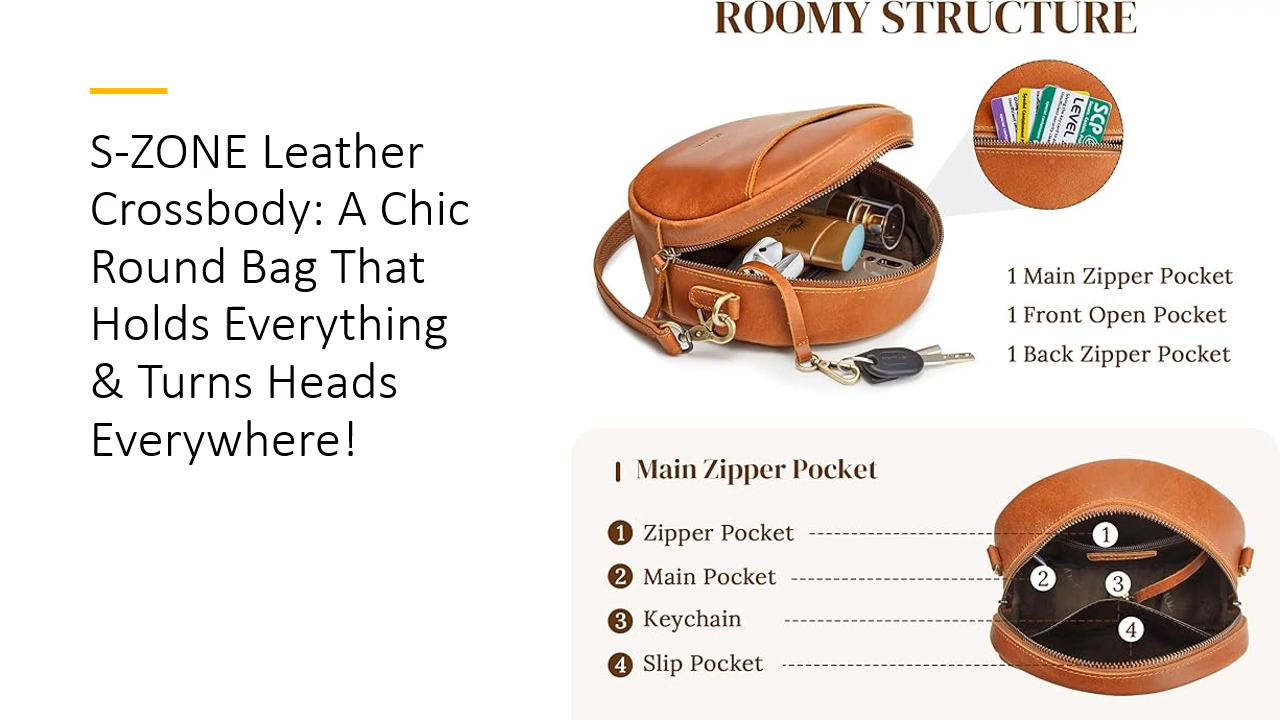 S-ZONE Leather
Crossbody: A Chic
Round Bag That
Holds Everything
& Turns Heads
Everywhere!
ROOMY STRUCTURE
LEVEL
SCP
1 Main Zipper Pocket
1 Front Open Pocket
1 Back Zipper Pocket
Main Zipper Pocket
1 Zipper Pocket
2 Main Pocket
3 Keychain
4 Slip Pocket
1
2
3
4